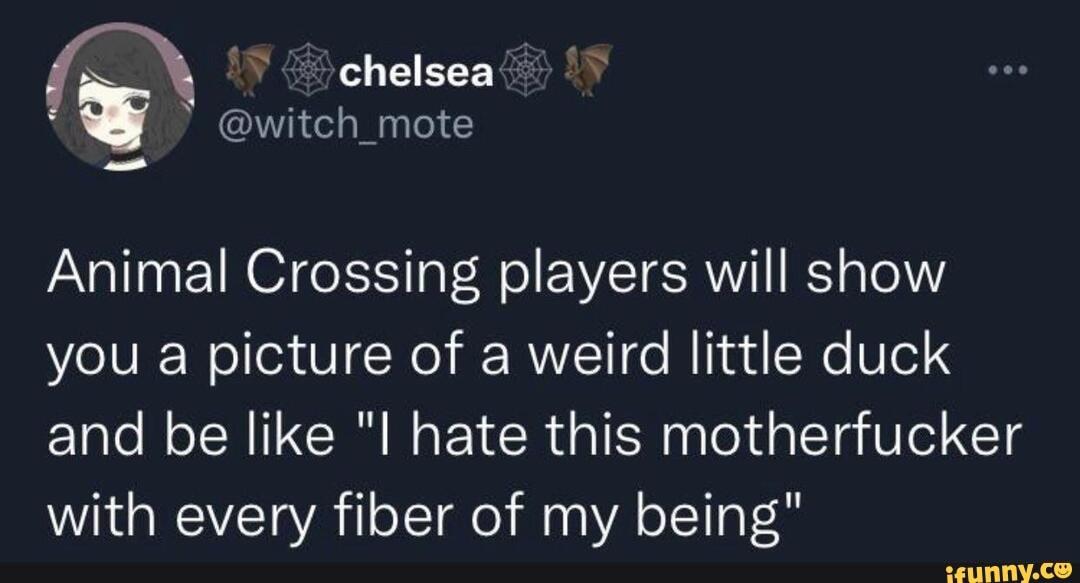 🦇🕸️chelsea🕸️🦇
@witch_mote
Animal Crossing players will show
you a picture of a weird little duck
and be like "I hate this motherfucker
with every fiber of my being"
ifunny.co